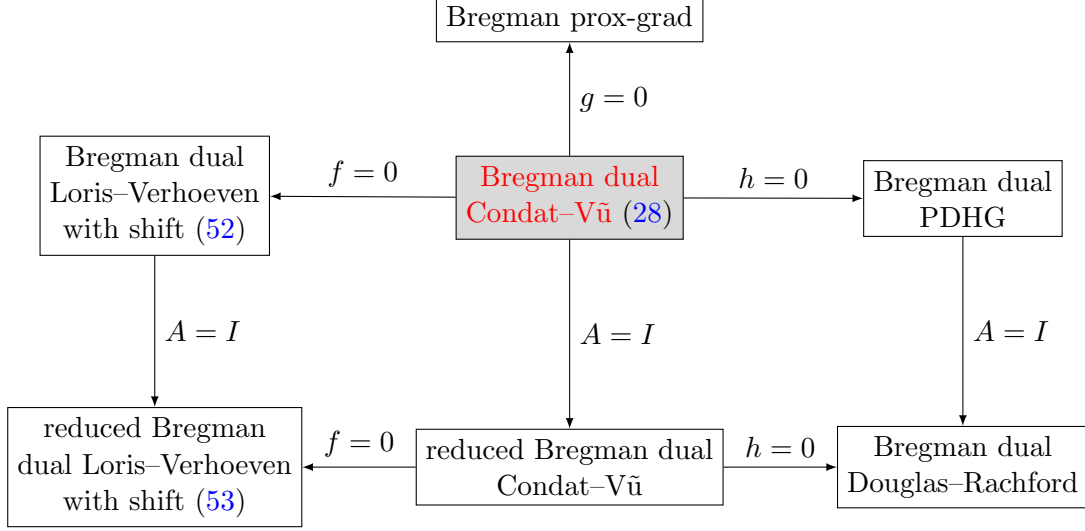 Bregman prox-grad
g = 0
Bregman dual
Loris–Verhoeven
with shift (52)
f = 0
Bregman dual
Condat–Vũ (28)
h = 0
Bregman dual
PDHG
A = I
A = I
A = I
reduced Bregman
dual Loris–Verhoeven
with shift (53)
f = 0
reduced Bregman dual
Condat–Vũ
h = 0
Bregman dual
Douglas–Rachford